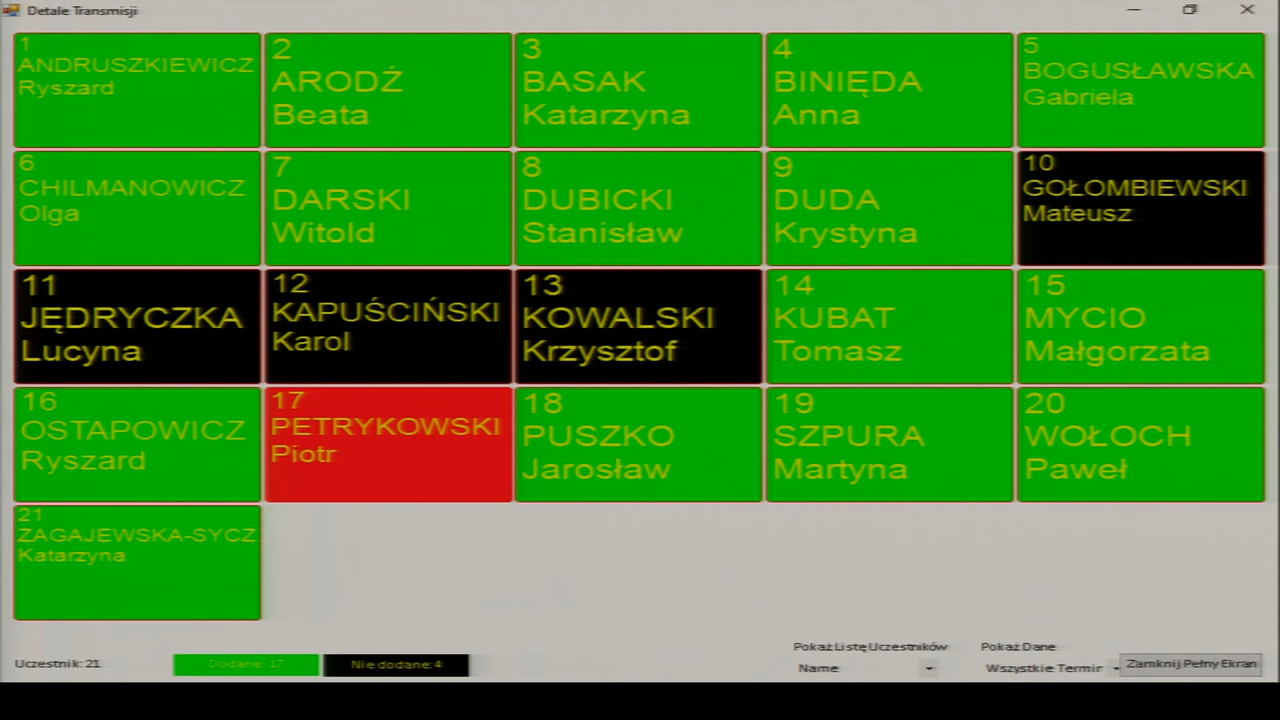 Detale Transmisji
1
ANDRUSZKIEWICZ
Ryszard
2
ARODŹ
Beata
3
BASAK
Katarzyna
4
BINIĘDA
Anna
5
BOGUSŁAWSKA
Gabriela
6
CHILMANOWICZ
Olga
7
DARSKI
Witold
8
DUBICKI
Stanisław
9
DUDA
Krystyna
10
GOŁOMBIEWSKI
Mateusz
11
JĘDRYCZKA
Lucyna
12
KAPUŚCIŃSKI
Karol
13
KOWALSKI
Krzysztof
14
KUBAT
Tomasz
15
MYCIO
Małgorzata
16
OSTAPOWICZ
Ryszard
17
PETRYKOWSKI
Piotr
18
PUSZKO
Jarosław
19
SZPURA
Martyna
20
WOŁOCH
Paweł
21
ZAGAJEWSKA-SYCZ
Katarzyna
Uczestnik: 21
Dodane: 17
Nie dodane: 4
Pokaż Listę Uczestników
Name
Pokaż Dane
Wszystkie Termir
Zamknij Pełny Ekran